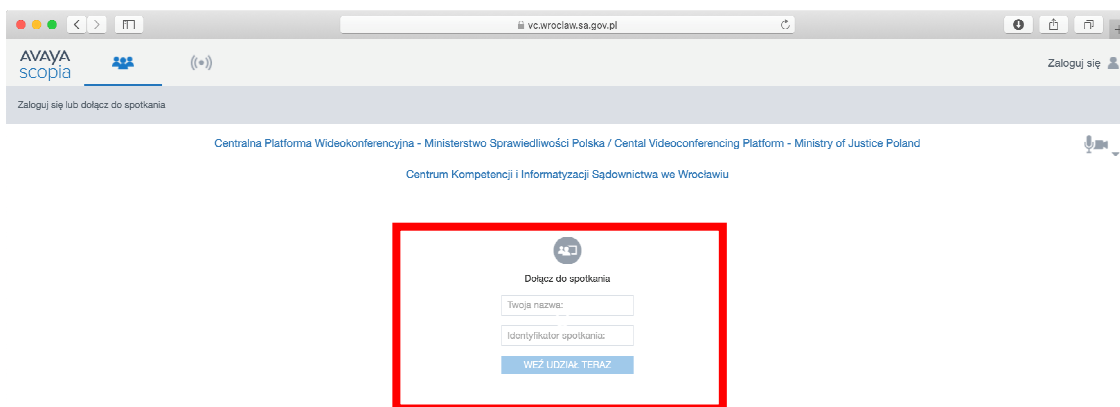 vc.wroclaw.sa.gov.pl
AVAYA
scopia
Zaloguj się
Zaloguj się lub dołącz do spotkania
Centralna Platforma Wideokonferencyjna - Ministerstwo Sprawiedliwości Polska / Cental Videoconferencing Platform - Ministry of Justice Poland
Centrum Kompetencji i Informatyzacji Sądownictwa we Wrocławiu
Dołącz do spotkania
Twoja nazwa:
Identyfikator spotkania:
WEŹ UDZIAŁ TERAZ